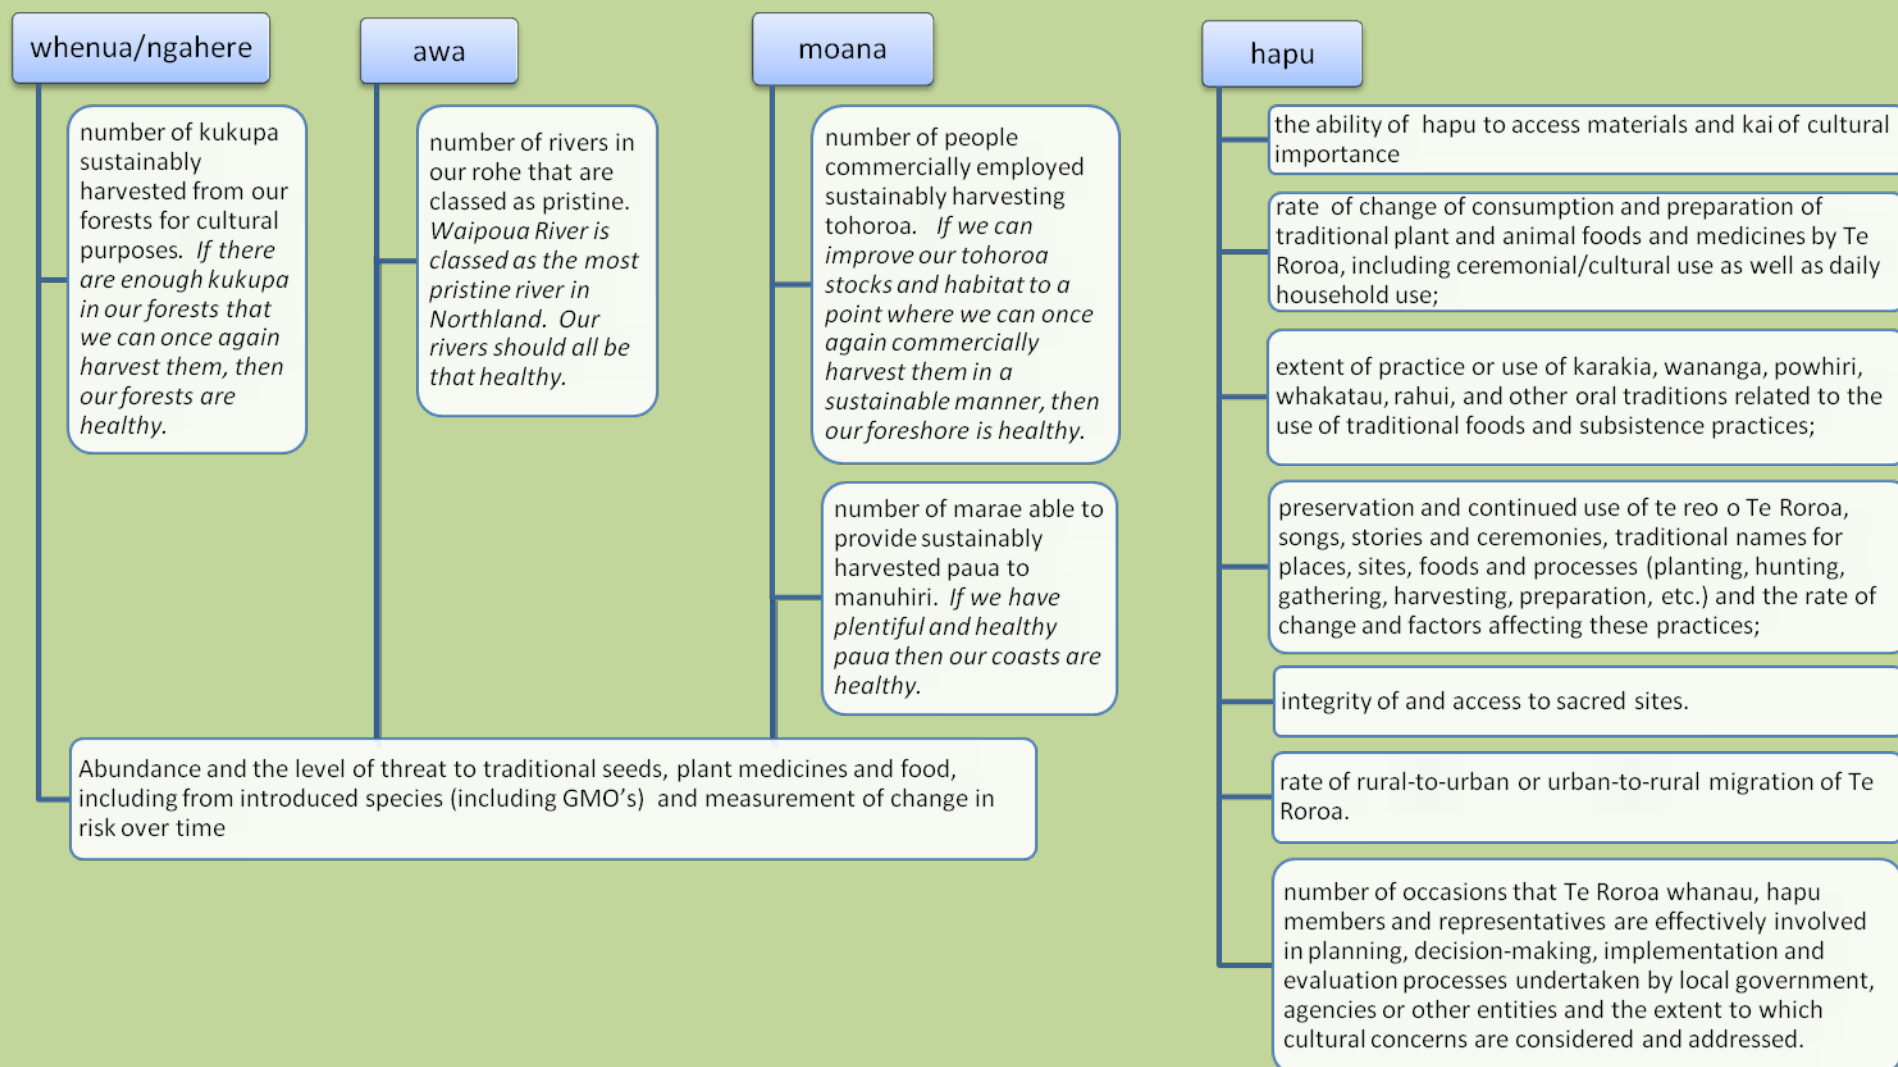 whenua/ngahere
number of kukupa
sustainably
harvested from our
forests for cultural
purposes. If there
are enough kukupa
in our forests that
we can once again
harvest them, then
our forests are
healthy.
awa
number of rivers in
our rohe that are
classed as pristine.
Waipoua River is
classed as the most
pristine river in
Northland. Our
rivers should all be
that healthy.
moana
number of people
commercially employed
sustainably harvesting
tohoroa. If we can
improve our tohoroa
stocks and habitat to a
point where we can once
again commercially
harvest them in a
sustainable manner, then
our foreshore is healthy.
number of marae able to
provide sustainably
harvested paua to
manuhiri. If we have
plentiful and healthy
paua then our coasts are
healthy.
Abundance and the level of threat to traditional seeds, plant medicines and food,
including from introduced species (including GMO’s) and measurement of change in
risk over time
hapu
the ability of hapu to access materials and kai of cultural
importance
rate of change of consumption and preparation of
traditional plant and animal foods and medicines by Te
Roroa, including ceremonial/cultural use as well as daily
household use;
extent of practice or use of karakia, wananga, powhiri,
whakatau, rahui, and other oral traditions related to the
use of traditional foods and subsistence practices;
preservation and continued use of te reo o Te Roroa,
songs, stories and ceremonies, traditional names for
places, sites, foods and processes (planting, hunting,
gathering, harvesting, preparation, etc.) and the rate of
change and factors affecting these practices;
integrity of and access to sacred sites.
rate of rural-to-urban or urban-to-rural migration of Te
Roroa.
number of occasions that Te Roroa whanau, hapu
members and representatives are effectively involved
in planning, decision-making, implementation and
evaluation processes undertaken by local government,
agencies or other entities and the extent to which
cultural concerns are considered and addressed.